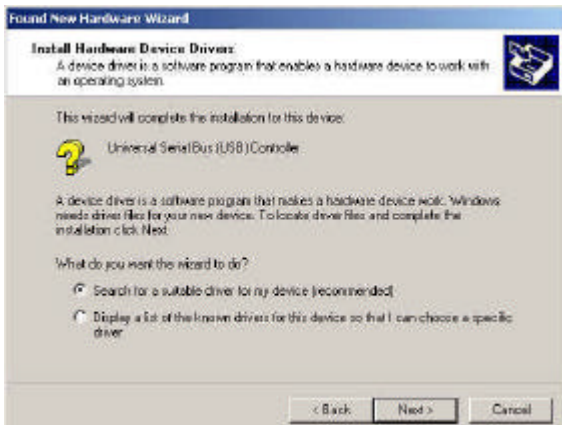 Found New Hardware Wizard
Install Hardware Device Drivers
A device driver is a software program that enables a hardware device to work with
an operating system.
This wizard will complete the installation for this device:
Universal Serial Bus (USB) Controller
A device driver is a software program that makes a hardware device work. Windows
needs driver files for your new device. To locate driver files and complete the
installation click Next.
What do you want the wizard to do?
Search for a suitable driver for my device (recommended)
Display a list of the known drivers for this device so that I can choose a specific
driver
< Back
Next >
Cancel